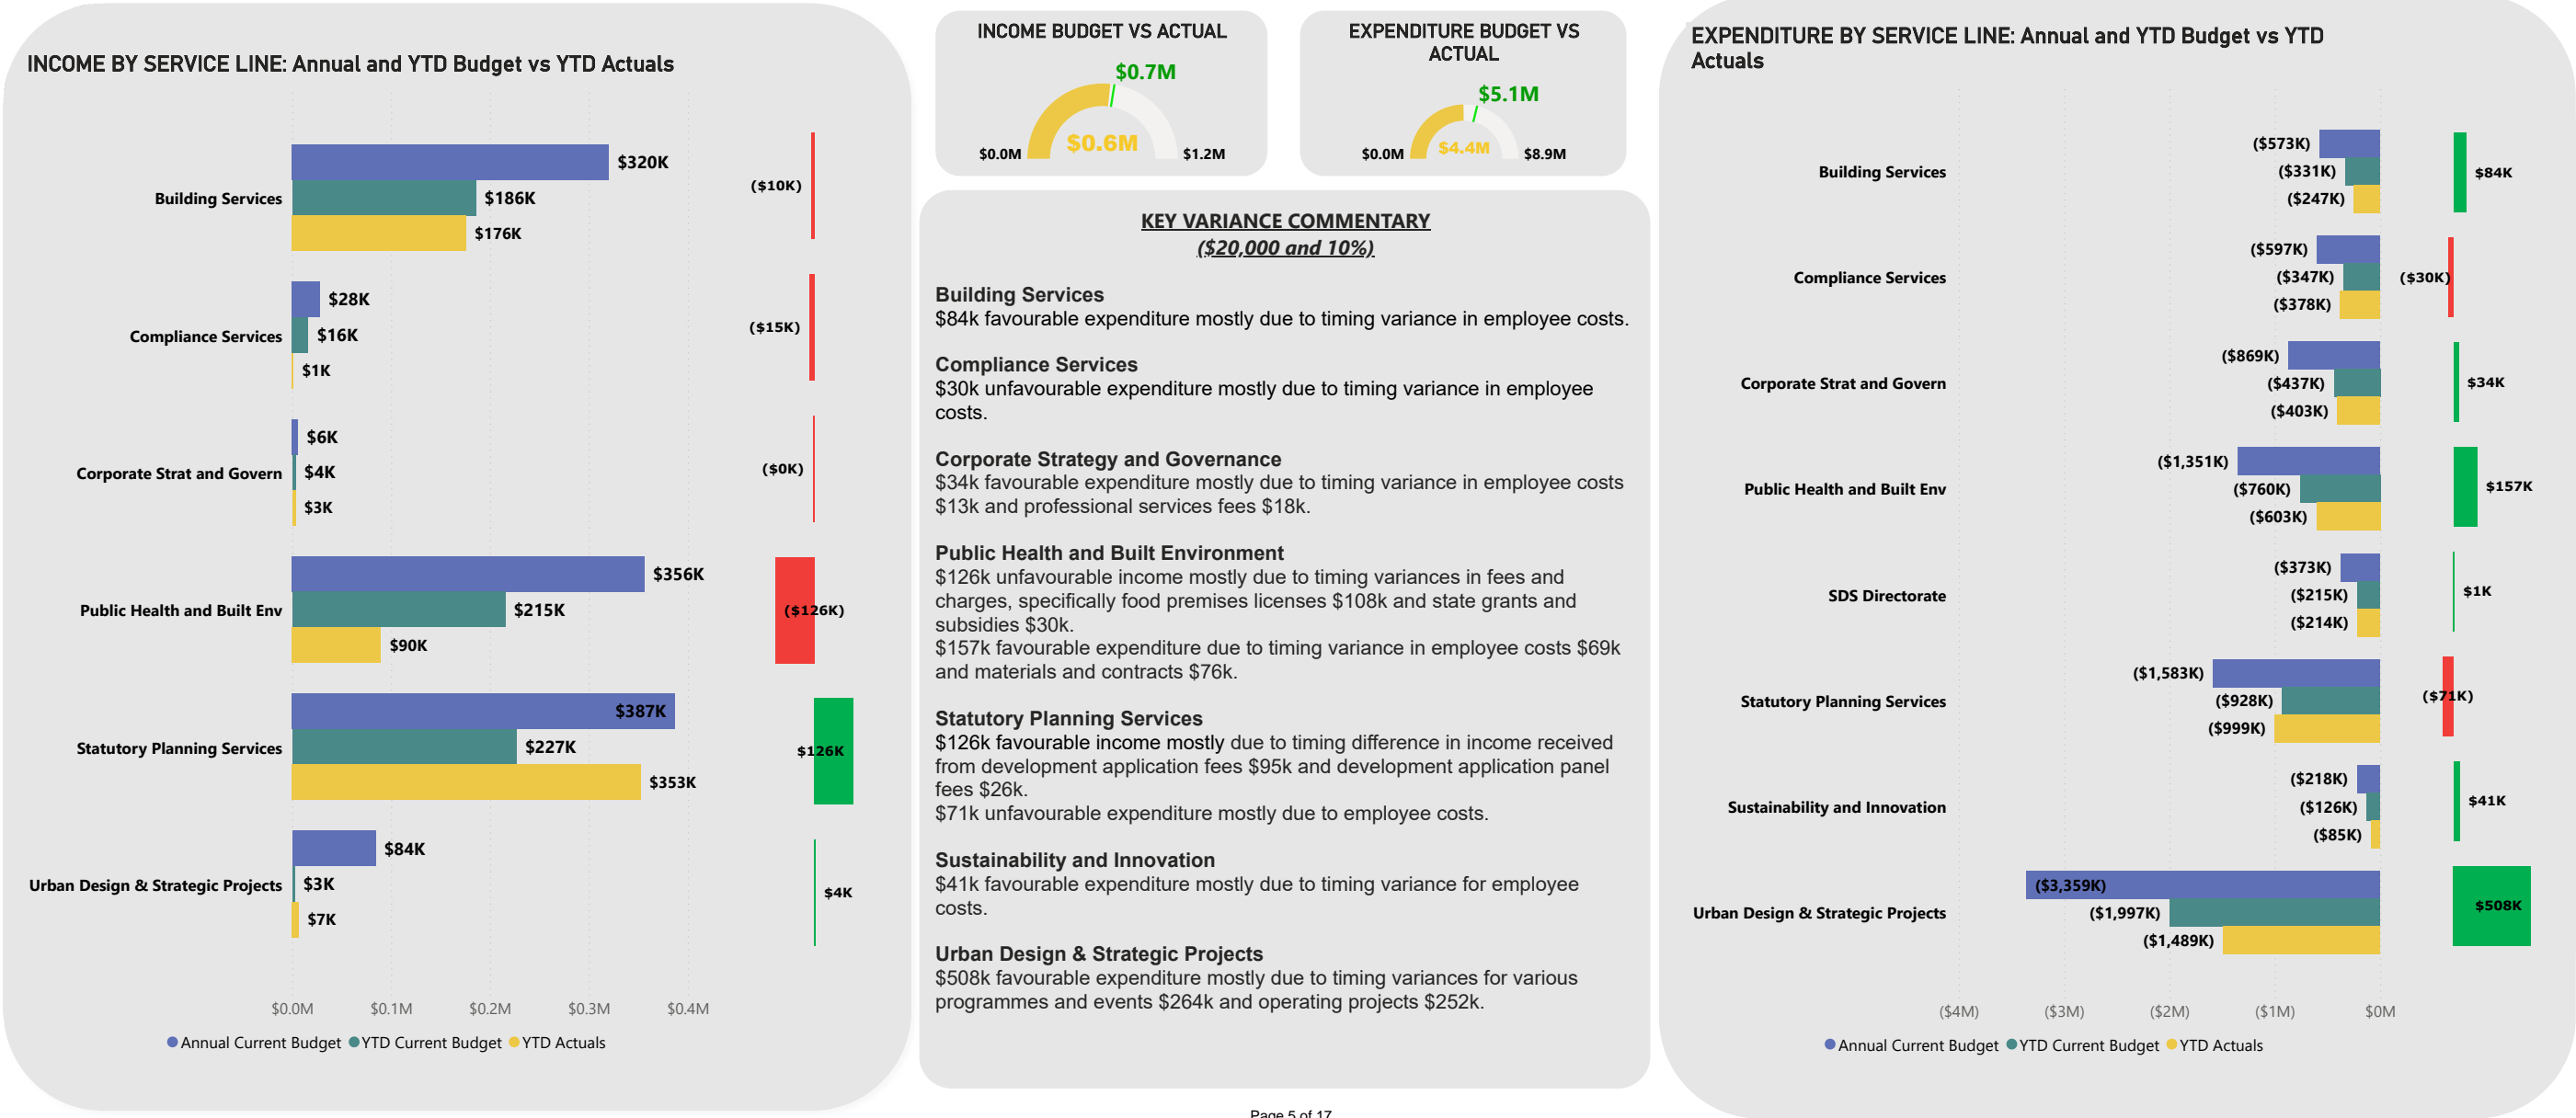 INCOME BY SERVICE LINE: Annual and YTD Budget vs YTD Actuals
Building Services
$320K
$186K
$176K
($10K)
Compliance Services
$28K
$16K
$1K
($15K)
Corporate Strat and Govern
$6K
$4K
$3K
($0K)
Public Health and Built Env
$356K
$215K
$90K
($126K)
Statutory Planning Services
$387K
$227K
$353K
$126K
Urban Design & Strategic Projects
$84K
$3K
$7K
$4K
$0.0M $0.1M $0.2M $0.3M $0.4M
Annual Current Budget YTD Current Budget YTD Actuals
INCOME BUDGET VS ACTUAL
$0.7M
$0.6M
$0.0M $1.2M
EXPENDITURE BUDGET VS
ACTUAL
$5.1M
$4.4M
$0.0M $8.9M
KEY VARIANCE COMMENTARY
($20,000 and 10%)
Building Services
$84k favourable expenditure mostly due to timing variance in employee costs.
Compliance Services
$30k unfavourable expenditure mostly due to timing variance in employee
costs.
Corporate Strategy and Governance
$34k favourable expenditure mostly due to timing variance in employee costs
$13k and professional services fees $18k.
Public Health and Built Environment
$126k unfavourable income mostly due to timing variances in fees and
charges, specifically food premises licenses $108k and state grants and
subsidies $30k.
$157k favourable expenditure due to timing variance in employee costs $69k
and materials and contracts $76k.
Statutory Planning Services
$126k favourable income mostly due to timing difference in income received
from development application fees $95k and development application panel
fees $26k.
$71k unfavourable expenditure mostly due to employee costs.
Sustainability and Innovation
$41k favourable expenditure mostly due to timing variance for employee
costs.
Urban Design & Strategic Projects
$508k favourable expenditure mostly due to timing variances for various
programmes and events $264k and operating projects $252k.
Page 5 of 17
EXPENDITURE BY SERVICE LINE: Annual and YTD Budget vs YTD
Actuals
Building Services
($573K)
($331K)
($247K)
$84K
Compliance Services
($597K)
($347K)
($378K)
($30K)
Corporate Strat and Govern
($869K)
($437K)
($403K)
$34K
Public Health and Built Env
($1,351K)
($760K)
($603K)
$157K
SDS Directorate
($373K)
($215K)
($214K)
$1K
Statutory Planning Services
($1,583K)
($928K)
($999K)
($71K)
Sustainability and Innovation
($218K)
($126K)
($85K)
$41K
Urban Design & Strategic Projects
($3,359K)
($1,997K)
($1,489K)
$508K
($4M) ($3M) ($2M) ($1M) $0M
Annual Current Budget YTD Current Budget YTD Actuals